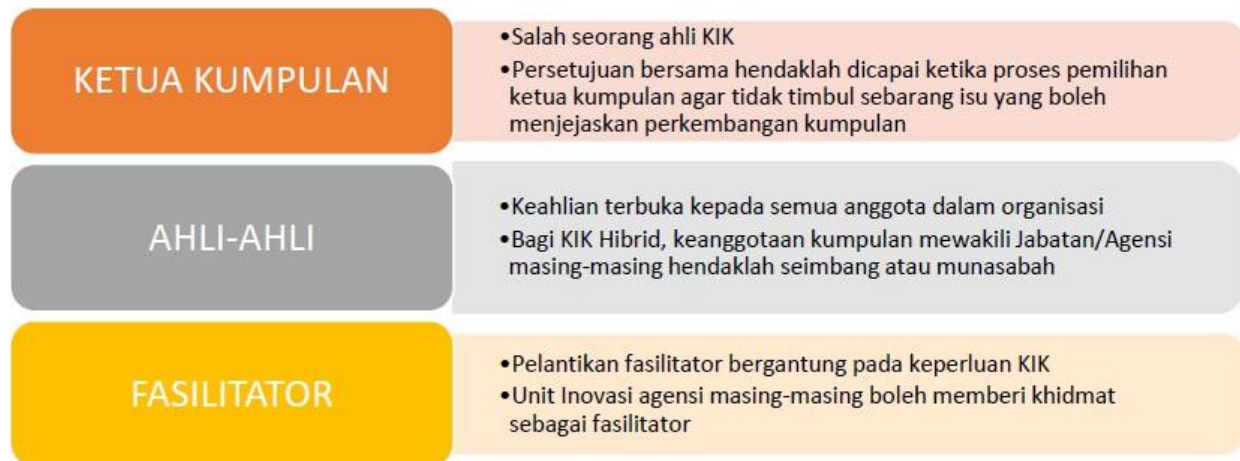 KETUA KUMPULAN
•Salah seorang ahli KIK
•Persetujuan bersama hendaklah dicapai ketika proses pemilihan
ketua kumpulan agar tidak timbul sebarang isu yang boleh
menjejaskan perkembangan kumpulan
AHLI-AHLI
•Keahlian terbuka kepada semua anggota dalam organisasi
•Bagi KIK Hibrid, keanggotaan kumpulan mewakili Jabatan/Agensi
masing-masing hendaklah seimbang atau munasabah
FASILITATOR
•Pelantikan fasilitator bergantung pada keperluan KIK
•Unit Inovasi agensi masing-masing boleh memberi khidmat
sebagai fasilitator